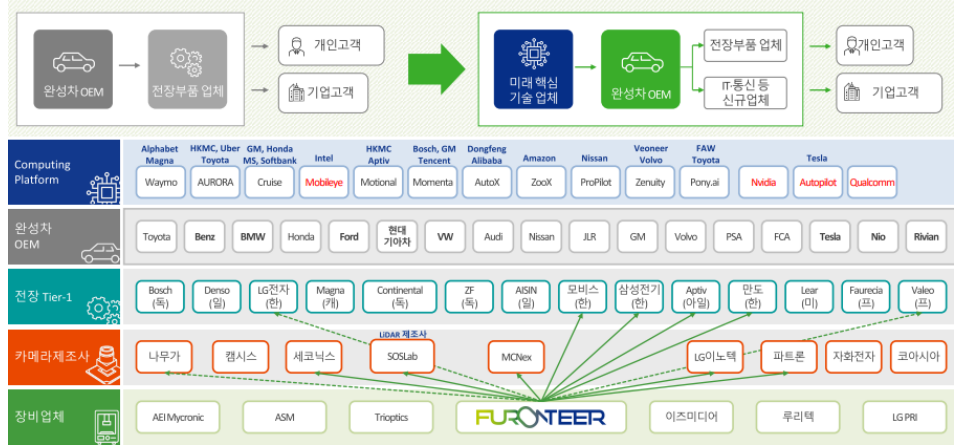 완성차 OEM
전장부품 업체
개인고객
기업고객
미래 핵심
기술 업체
완성차 OEM
전장부품 업체
IT·통신 등
신규업체
개인고객
기업고객
Computing
Platform
Alphabet
Magna
Waymo
HKMC, Uber
Toyota
AURORA
GM, Honda
MS, Softbank
Cruise
Intel
Mobileye
HKMC
Aptiv
Motional
Bosch, GM
Tencent
Momenta
Dongfeng
Alibaba
AutoX
Amazon
ZooX
Nissan
ProPilot
Veoneer
Volvo
Zenuity
FAW
Toyota
Pony.ai
Nvidia
Tesla
Autopilot
Qualcomm
완성차
OEM
Toyota
Benz
BMW
Honda
Ford
현대
기아차
VW
Audi
Nissan
JLR
GM
Volvo
PSA
FCA
Tesla
Nio
Rivian
전장 Tier-1
Bosch
(독)
Denso
(일)
LG전자
(한)
Magna
(캐)
Continental
(독)
ZF
(독)
AISIN
(일)
모비스
(한)
삼성전기
(한)
Aptiv
(아일)
만도
(한)
Lear
(미)
Faurecia
(프)
Valeo
(프)
카메라제조사
나무가
캠시스
세코닉스
LiDAR 제조사
SOSLab
MCNex
LG이노텍
파트론
자화전자
코아시아
장비업체
AEI Mycronic
ASM
Trioptics
FURONTEER
이즈미디어
루리텍
LG PRI